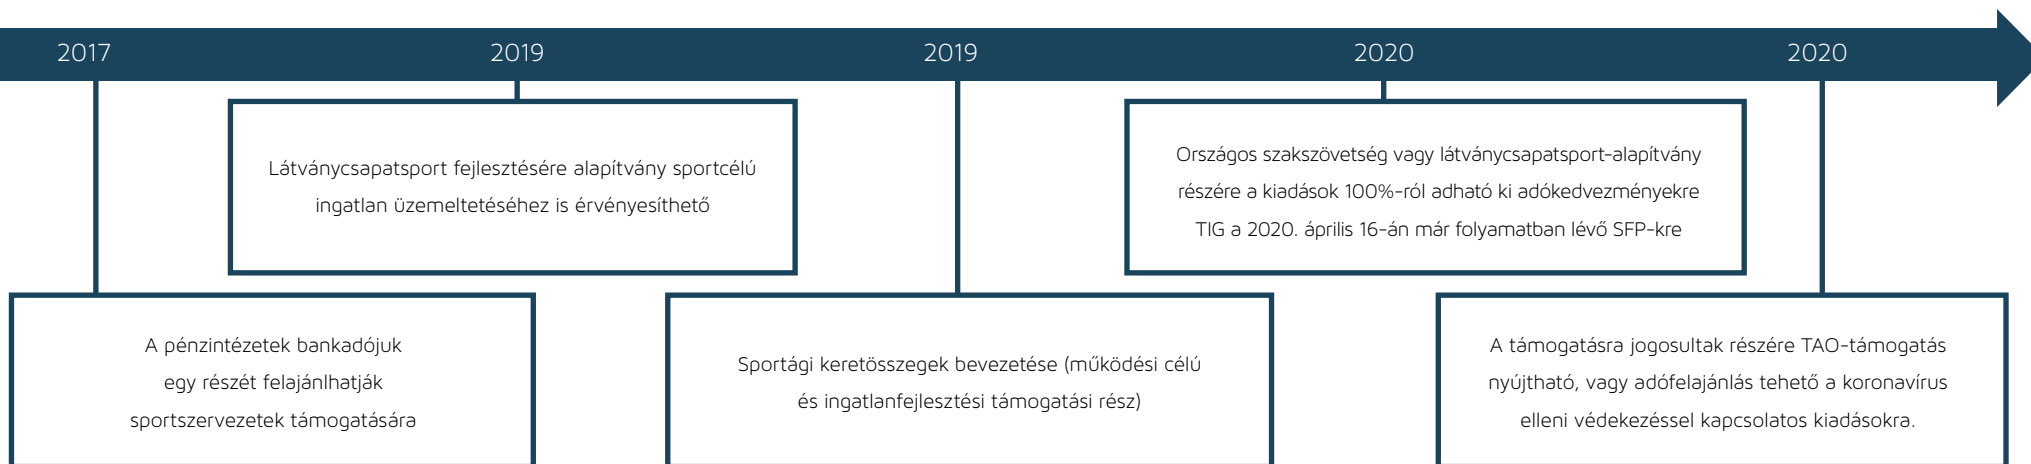 2017
2019
2019
2020
2020
Látványcsapatsport fejlesztésére alapítvány sportcélú
ingatlan üzemeltetéséhez is érvényesíthető
Országos szakszövetség vagy látványcsapatsport-alapítvány
részére a kiadások 100%-ról adható ki adókedvezményekre
TIG a 2020. április 16-án már folyamatban lévő SFP-kre
A pénzintézetek bankadójuk
egy részét felajánlhatják
sportszervezetek támogatására
Sportági keretösszegek bevezetése (működési célú
és ingatlanfejlesztési támogatási rész)
A támogatásra jogosultak részére TAO-támogatás
nyújtható, vagy adófelajánlás tehető a koronavírus
elleni védekezéssel kapcsolatos kiadásokra.